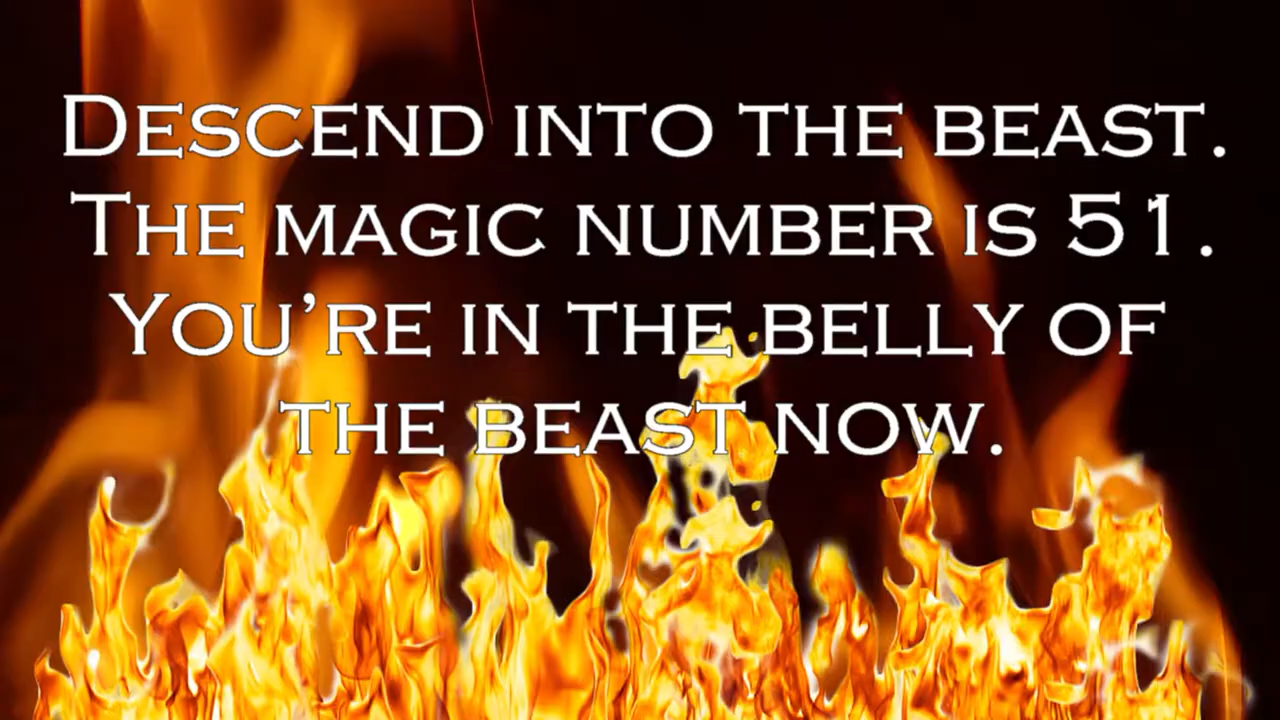 Descend into the beast.
The magic number is 51.
You're in the belly of
the beast now.